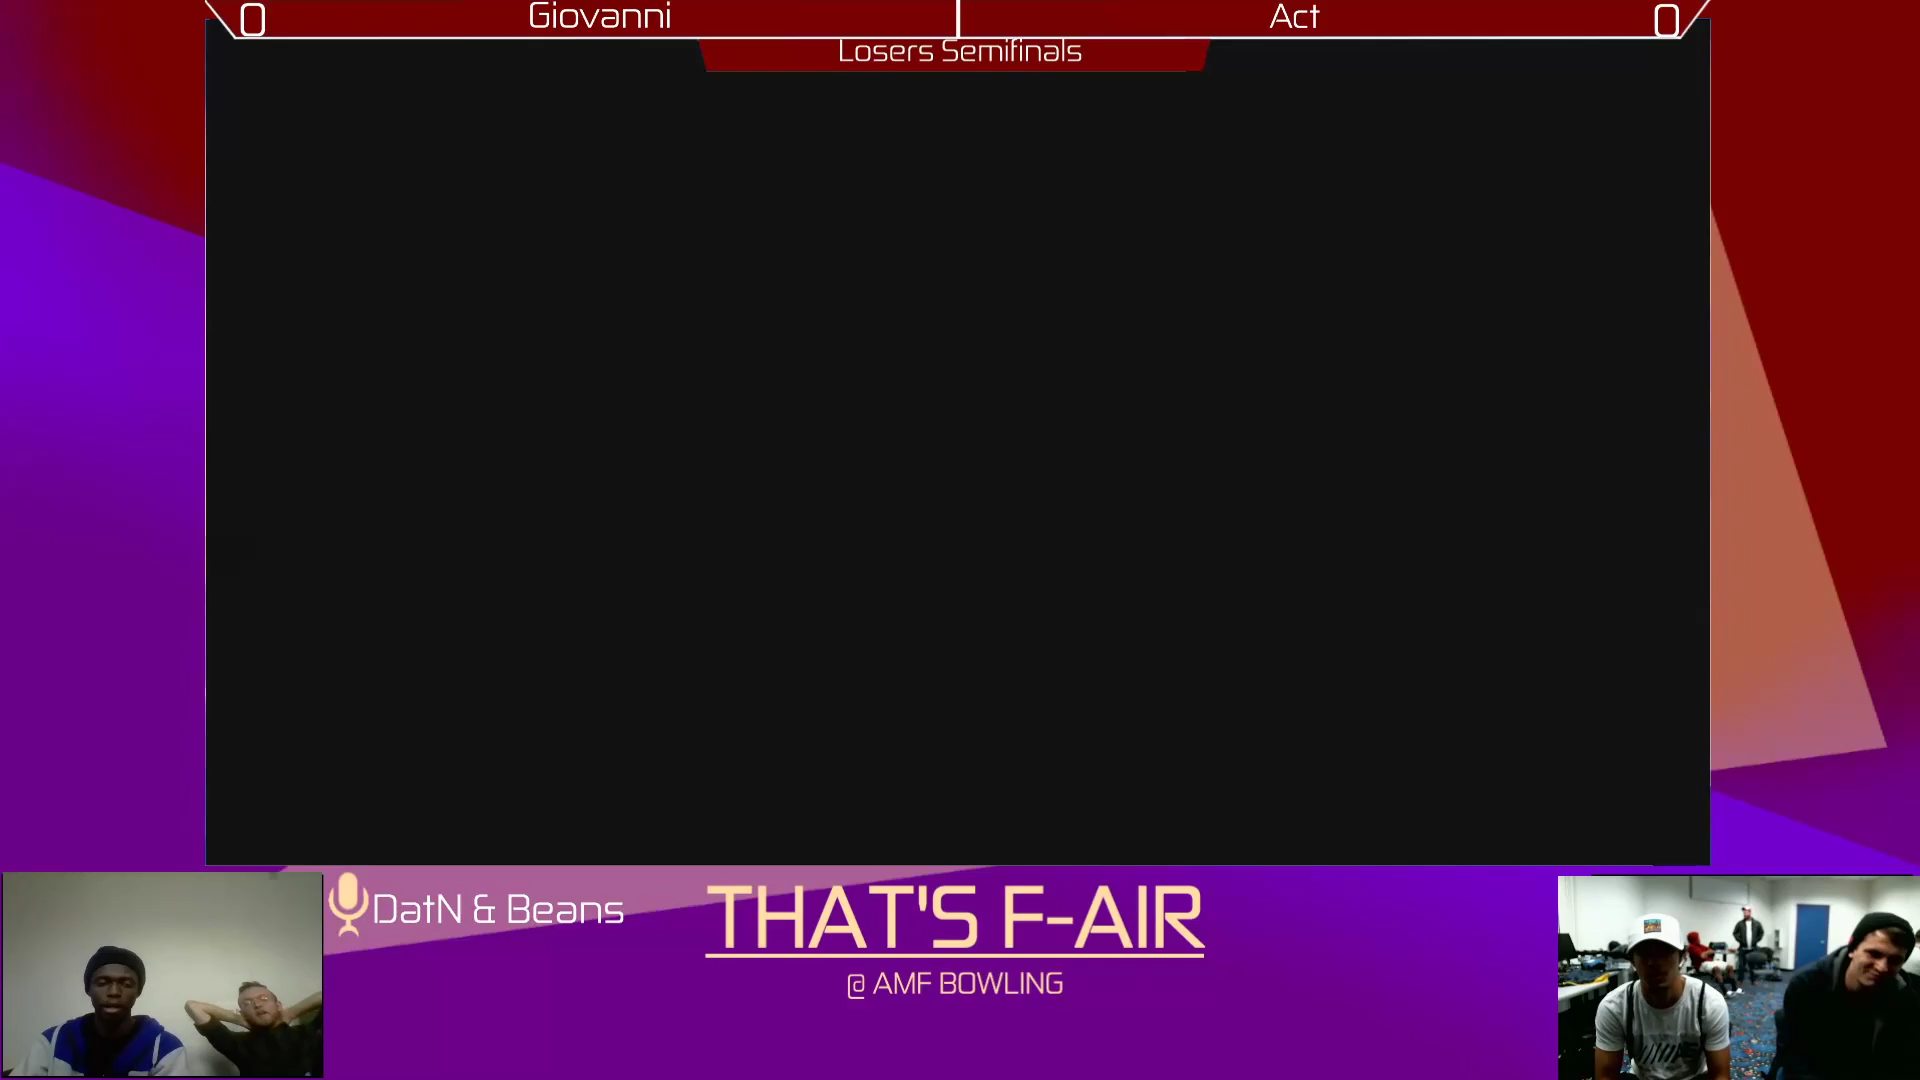 0 Giovanni Act 0
Losers Semifinals
DatN & Beans
THAT'S F-AIR
@ AMF BOWLING